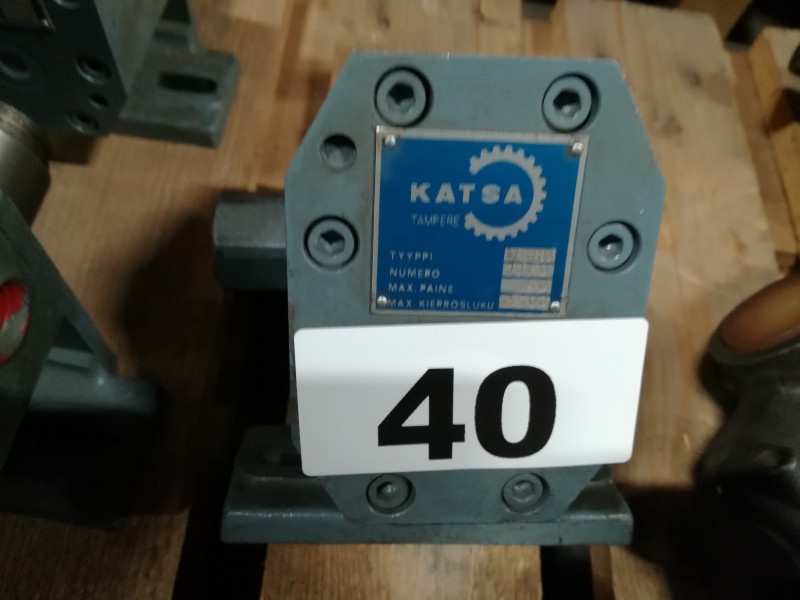 KATSA
TAMPERE
TYYPPI
NUMERO
MAX. PAINE
MAX KIERROSLUKU
40